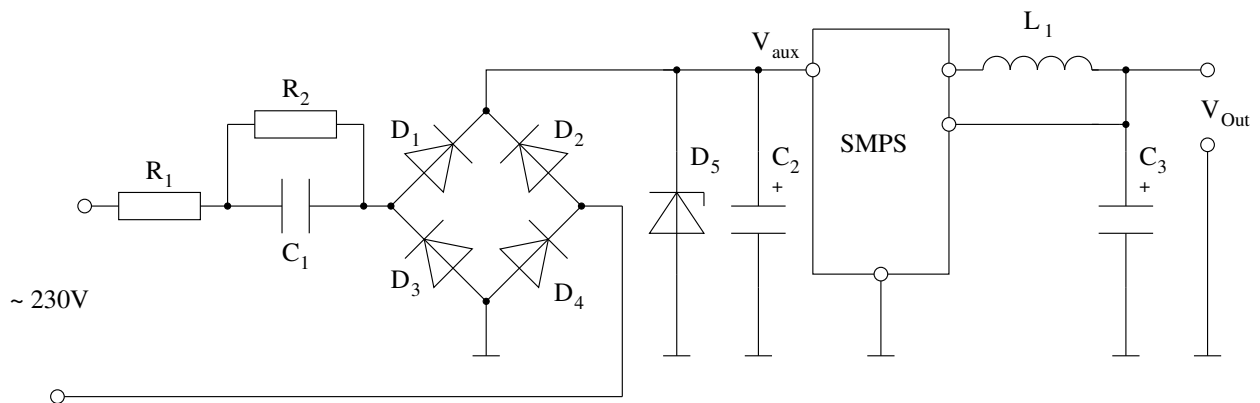 ~ 230V
R1
R2
C1
D1
D2
D3
D4
D5
C2
+
Vaux
SMPS
L1
C3
+
VOut